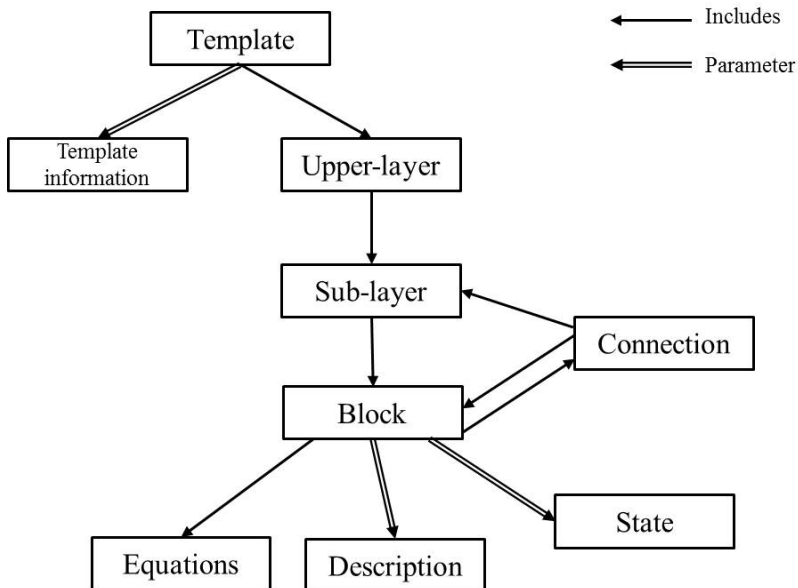 Includes
Template
Parameter
Template
information
Upper-layer
Sub-layer
Connection
Block
State
Equations
Description